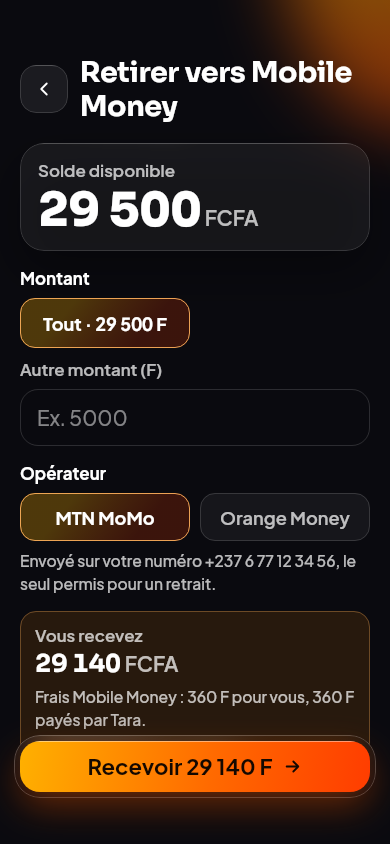 Retirer vers Mobile
Money
Solde disponible
29 500 FCFA
Montant
Tout · 29 500 F
Autre montant (F)
Ex. 5000
Opérateur
MTN MoMo
Orange Money
Envoyé sur votre numéro +237 6 77 12 34 56, le
seul permis pour un retrait.
Vous recevez
29 140 FCFA
Frais Mobile Money : 360 F pour vous, 360 F
payés par Tara.
Recevoir 29 140 F →